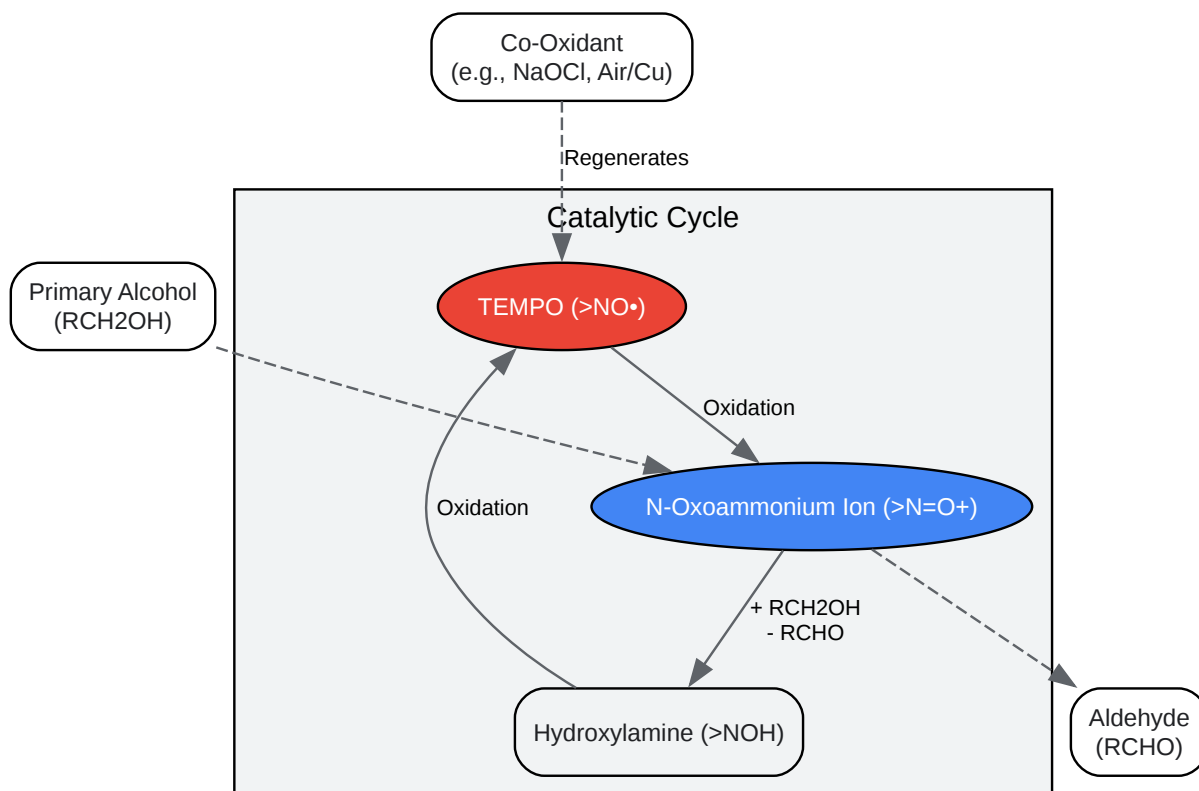 Co-Oxidant
(e.g., NaOCl, Air/Cu)
Regenerates
Catalytic Cycle
Primary Alcohol
(RCH2OH)
TEMPO (>NO•)
Oxidation
N-Oxoammonium Ion (>N=O+)
Oxidation
+ RCH2OH
- RCHO
Hydroxylamine (>NOH)
Aldehyde
(RCHO)